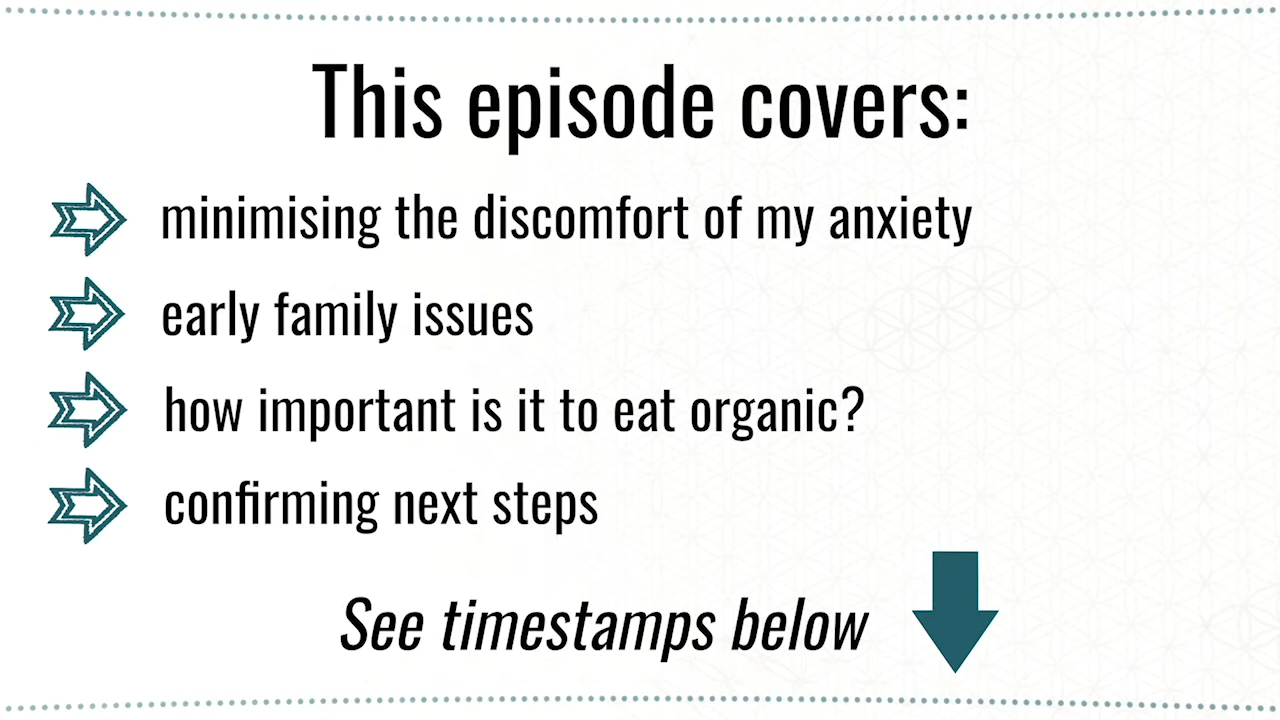 This episode covers:
minimising the discomfort of my anxiety
early family issues
how important is it to eat organic?
confirming next steps
See timestamps below